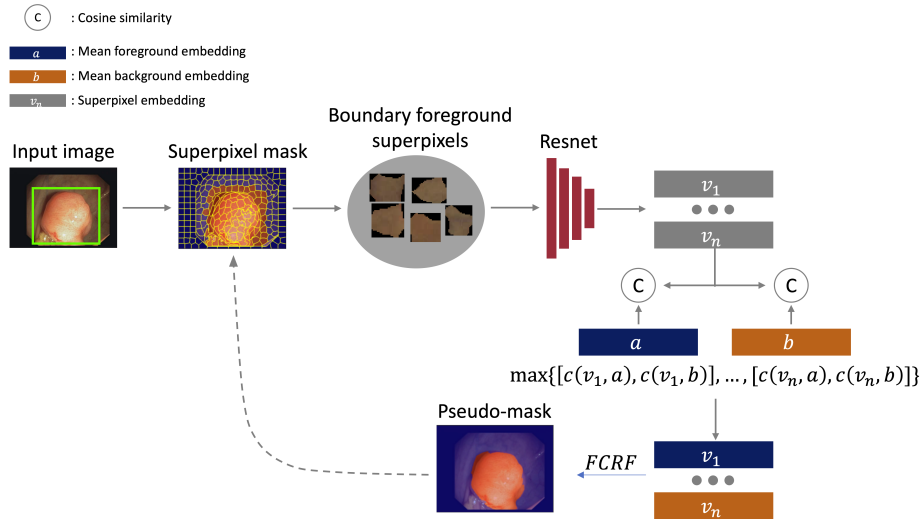 C : Cosine similarity
a : Mean foreground embedding
b : Mean background embedding
vₙ : Superpixel embedding
Boundary foreground
superpixels
Input image
Superpixel mask
Resnet
v₁
vₙ
C
C
a
b
max{[c(v₁, a), c(v₁, b)], ..., [c(vₙ, a), c(vₙ, b)]}
Pseudo-mask
FCRF
v₁
vₙ